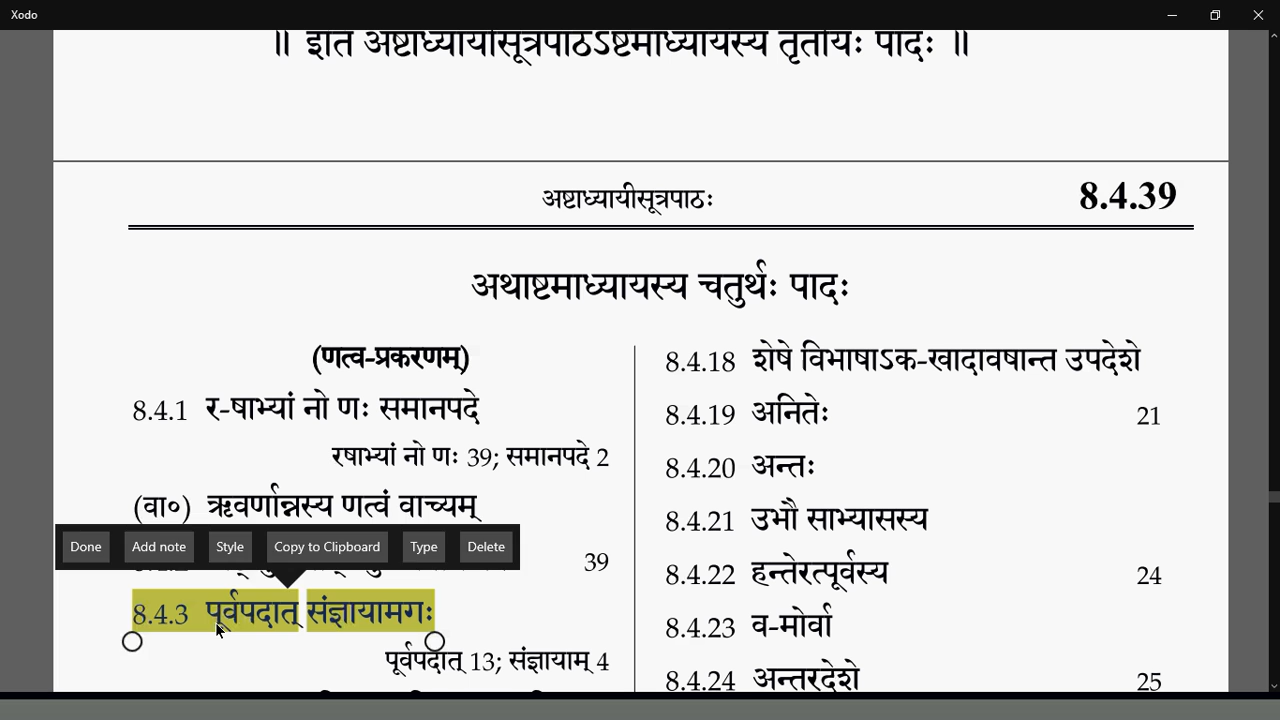 Xodo
॥ इति अष्टाध्यायीसूत्रपाठेऽष्टमाध्यायस्य तृतीयः पादः ॥
अष्टाध्यायीसूत्रपाठः
8.4.39
अथाष्टमाध्यायस्य चतुर्थः पादः
(णत्व-प्रकरणम्)
8.4.1 र-षाभ्यां नो णः समानपदे
रषाभ्यां नो णः 39; समानपदे 2
(वा०) ऋवर्णान्नस्य णत्वं वाच्यम्
Done Add note Style Copy to Clipboard Type Delete
39
8.4.3 पूर्वपदात् संज्ञायामगः
पूर्वपदात् 13; संज्ञायाम् 4
8.4.18 शेषे विभाषाऽक-खादावषान्त उपदेशे
8.4.19 अनितेः 21
8.4.20 अन्तः
8.4.21 उभौ साभ्यासस्य
8.4.22 हन्तेरत्पूर्वस्य 24
8.4.23 व-मोर्वा
8.4.24 अन्तरदेशे 25